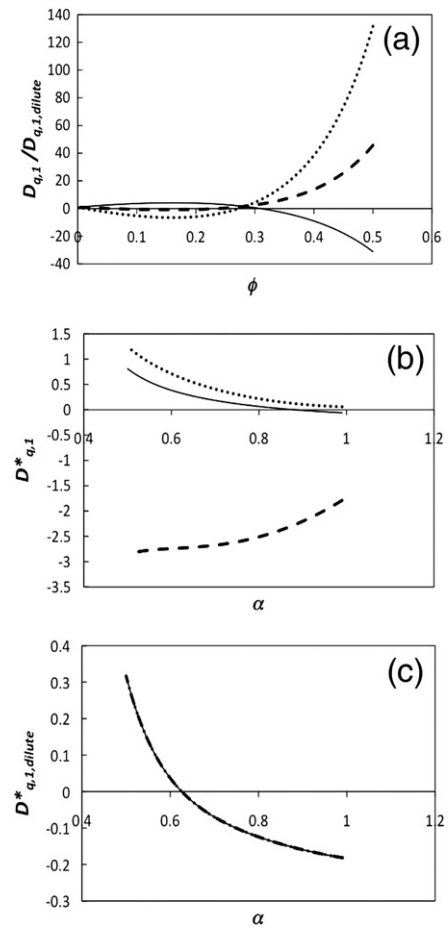 (a)
D_{q,1}/D_{q,1,dilute}
140
120
100
80
60
40
20
0
-20
-40
0 0.1 0.2 0.3 0.4 0.5 0.6
ϕ
(b)
D*_{q,1}
1.5
1
0.5
0
-0.5
-1
-1.5
-2
-2.5
-3
-3.5
0.4 0.6 0.8 1 1.2
α
(c)
D*_{q,1,dilute}
0.4
0.3
0.2
0.1
0
-0.1
-0.2
-0.3
0.4 0.6 0.8 1 1.2
α